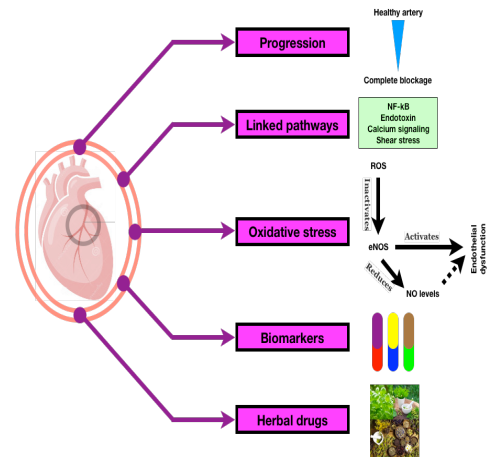 Healthy artery
Progression
Complete blockage
Linked pathways
NF-kB
Endotoxin
Calcium signaling
Shear stress
ROS
Inactivates
Oxidative stress
eNOS
Activates
Endothelial
dysfunction
Reduces
NO levels
Biomarkers
Herbal drugs